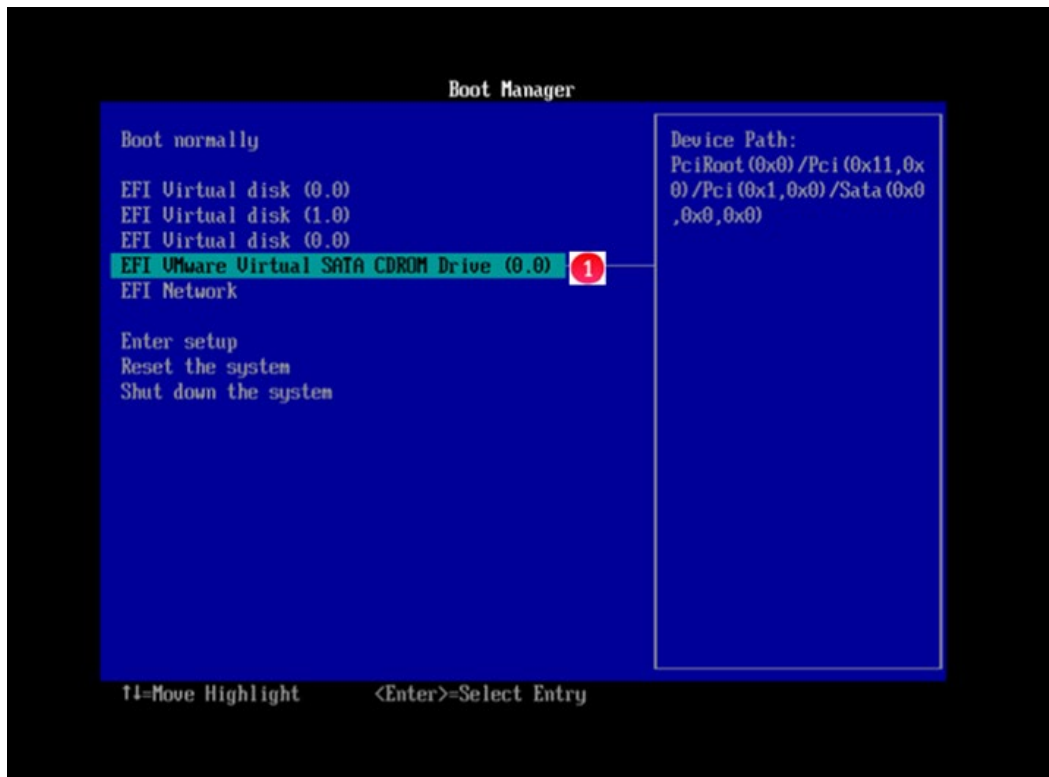 Boot Manager
Boot normally
EFI Virtual disk (0.0)
EFI Virtual disk (1.0)
EFI Virtual disk (0.0)
EFI VMware Virtual SATA CDROM Drive (0.0)
1
EFI Network
Enter setup
Reset the system
Shut down the system
Device Path:
PciRoot(0x0)/Pci(0x11,0x
0)/Pci(0x1,0x0)/Sata(0x0
,0x0,0x0)
↑↓=Move Highlight <Enter>=Select Entry